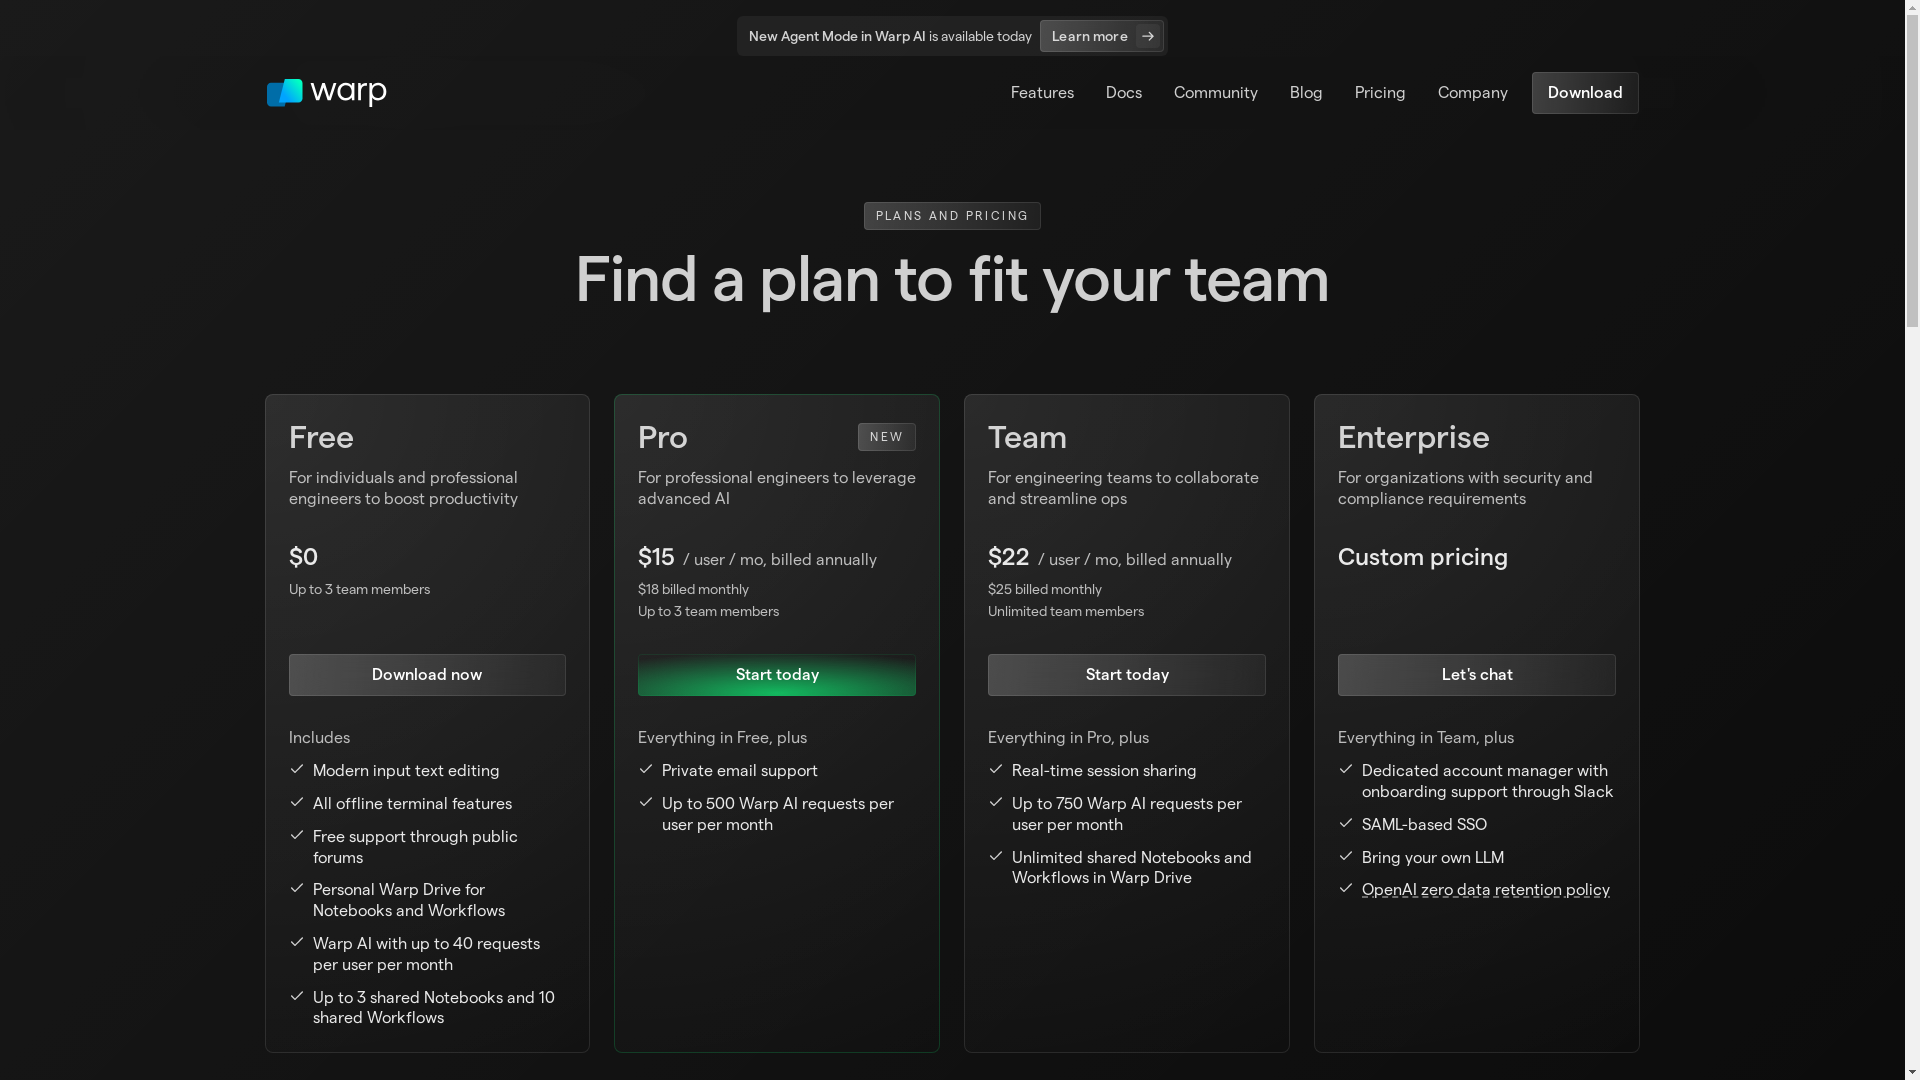 New Agent Mode in Warp AI is available today Learn more
warp
Features Docs Community Blog Pricing Company Download
PLANS AND PRICING
Find a plan to fit your team
Free
For individuals and professional
engineers to boost productivity
$0
Up to 3 team members
Download now
Includes
Modern input text editing
All offline terminal features
Free support through public
forums
Personal Warp Drive for
Notebooks and Workflows
Warp AI with up to 40 requests
per user per month
Up to 3 shared Notebooks and 10
shared Workflows
Pro NEW
For professional engineers to leverage
advanced AI
$15 / user / mo, billed annually
$18 billed monthly
Up to 3 team members
Start today
Everything in Free, plus
Private email support
Up to 500 Warp AI requests per
user per month
Team
For engineering teams to collaborate
and streamline ops
$22 / user / mo, billed annually
$25 billed monthly
Unlimited team members
Start today
Everything in Pro, plus
Real-time session sharing
Up to 750 Warp AI requests per
user per month
Unlimited shared Notebooks and
Workflows in Warp Drive
Enterprise
For organizations with security and
compliance requirements
Custom pricing
Let's chat
Everything in Team, plus
Dedicated account manager with
onboarding support through Slack
SAML-based SSO
Bring your own LLM
OpenAI zero data retention policy